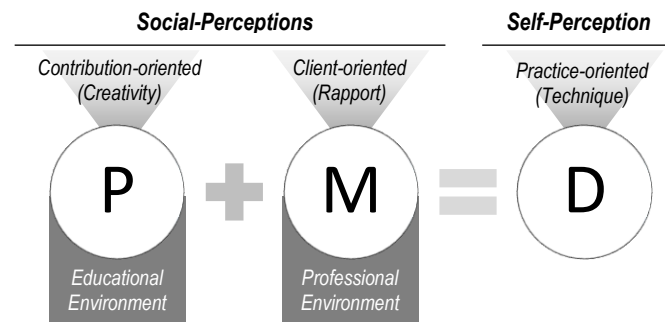 Social-Perceptions
Self-Perception
Contribution-oriented
(Creativity)
Client-oriented
(Rapport)
Practice-oriented
(Technique)
P + M = D
Educational
Environment
Professional
Environment